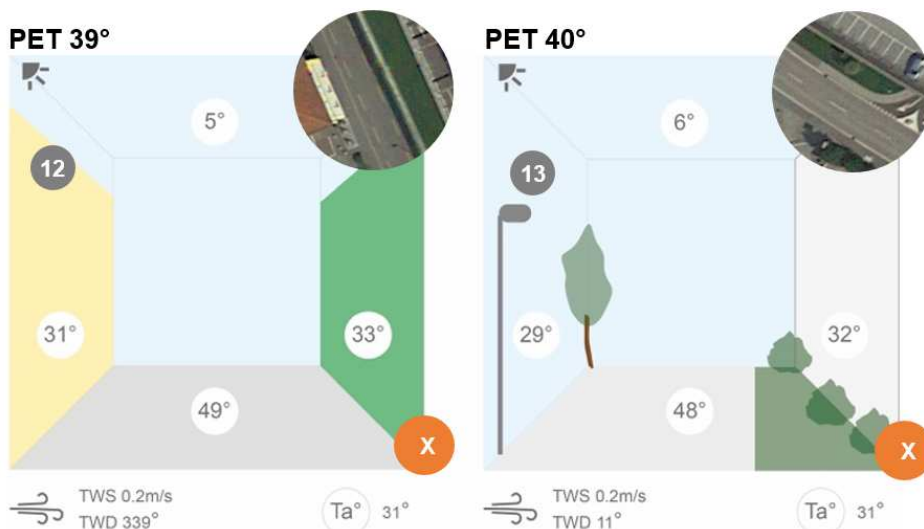 PET 39°
5°
12
31°
33°
49°
X
TWS 0.2m/s
TWD 339°
Ta° 31°
PET 40°
6°
13
29°
32°
48°
X
TWS 0.2m/s
TWD 11°
Ta° 31°